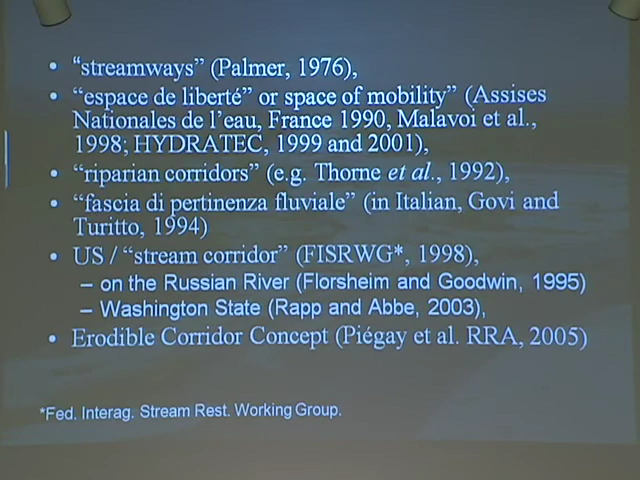 • “streamways” (Palmer, 1976),
• “espace de liberté” or space of mobility” (Assises
Nationales de l’eau, France 1990, Malavoi et al.,
1998; HYDRATEC, 1999 and 2001),
• “riparian corridors” (e.g. Thorne et al., 1992),
• “fascia di pertinenza fluviale” (in Italian, Govi and
Turitto, 1994)
• US / “stream corridor” (FISRWG*, 1998),
– on the Russian River (Florsheim and Goodwin, 1995)
– Washington State (Rapp and Abbe, 2003),
• Erodible Corridor Concept (Piégay et al. RRA, 2005)
*Fed. Interag. Stream Rest. Working Group.